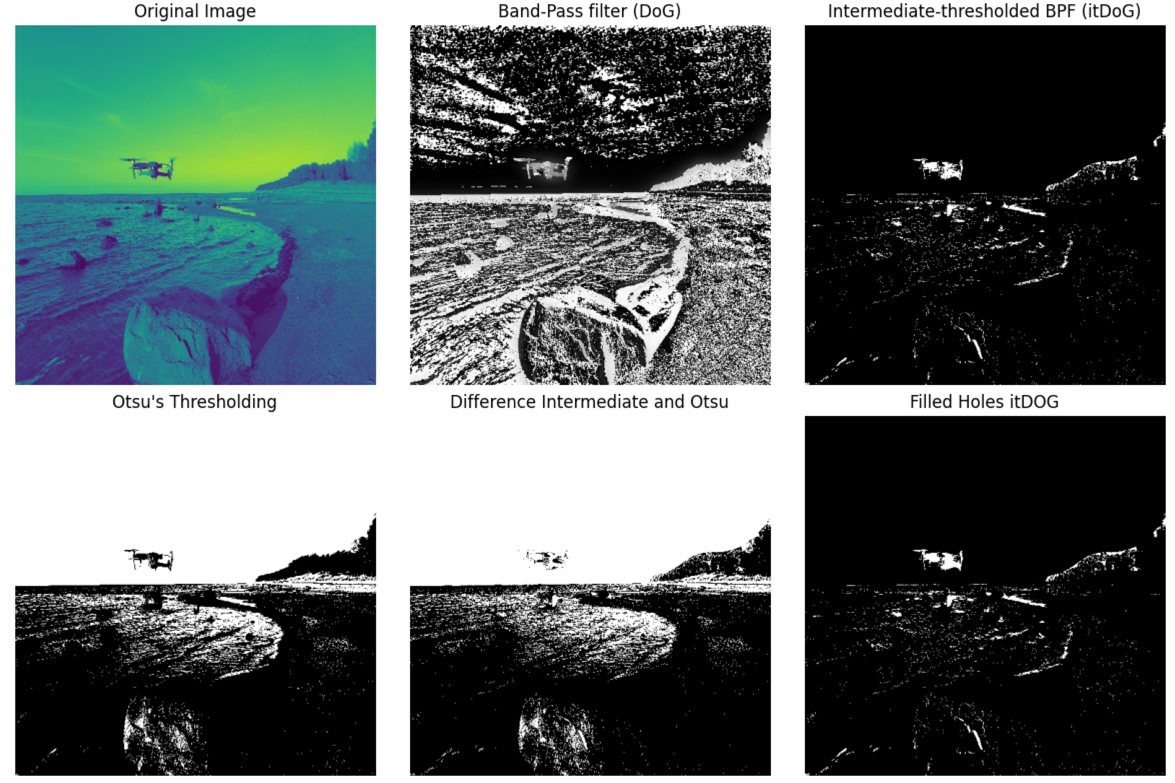 Original Image
Band-Pass filter (DoG)
Intermediate-thresholded BPF (itDoG)
Otsu's Thresholding
Difference Intermediate and Otsu
Filled Holes itDOG